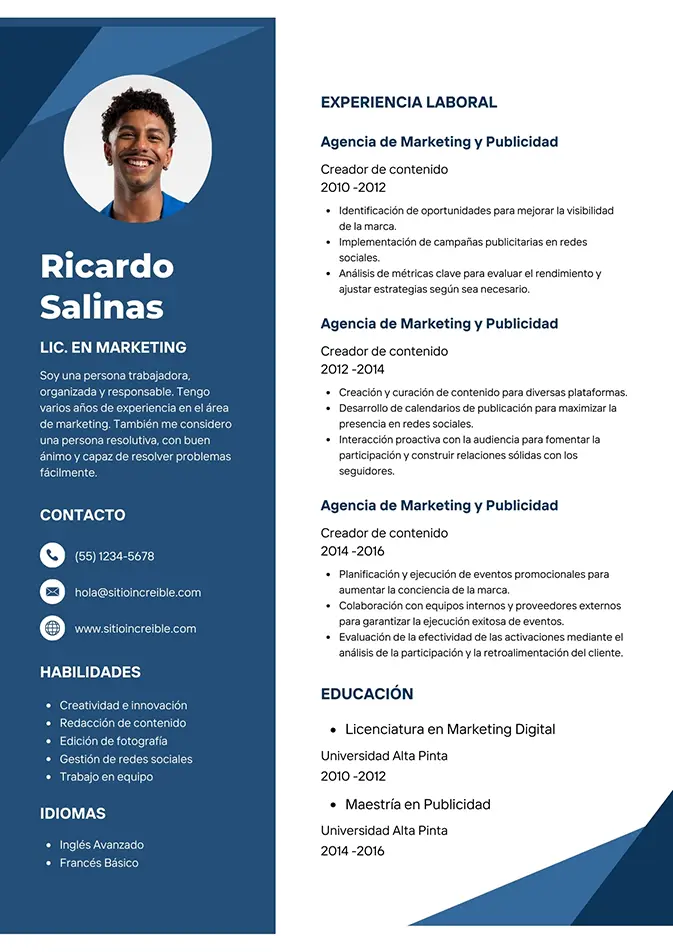 Ricardo
Salinas
LIC. EN MARKETING
Soy una persona trabajadora,
organizada y responsable. Tengo
varios años de experiencia en el área
de marketing. También me considero
una persona resolutiva, con buen
ánimo y capaz de resolver problemas
fácilmente.
CONTACTO
(55) 1234-5678
hola@sitioincreible.com
www.sitioincreible.com
HABILIDADES
• Creatividad e innovación
• Redacción de contenido
• Edición de fotografía
• Gestión de redes sociales
• Trabajo en equipo
IDIOMAS
• Inglés Avanzado
• Francés Básico
EXPERIENCIA LABORAL
Agencia de Marketing y Publicidad
Creador de contenido
2010 -2012
• Identificación de oportunidades para mejorar la visibilidad
de la marca.
• Implementación de campañas publicitarias en redes
sociales.
• Análisis de métricas clave para evaluar el rendimiento y
ajustar estrategias según sea necesario.
Agencia de Marketing y Publicidad
Creador de contenido
2012 -2014
• Creación y curación de contenido para diversas plataformas.
• Desarrollo de calendarios de publicación para maximizar la
presencia en redes sociales.
• Interacción proactiva con la audiencia para fomentar la
participación y construir relaciones sólidas con los
seguidores.
Agencia de Marketing y Publicidad
Creador de contenido
2014 -2016
• Planificación y ejecución de eventos promocionales para
aumentar la conciencia de la marca.
• Colaboración con equipos internos y proveedores externos
para garantizar la ejecución exitosa de eventos.
• Evaluación de la efectividad de las activaciones mediante el
análisis de la participación y la retroalimentación del cliente.
EDUCACIÓN
• Licenciatura en Marketing Digital
Universidad Alta Pinta
2010 -2012
• Maestría en Publicidad
Universidad Alta Pinta
2014 -2016